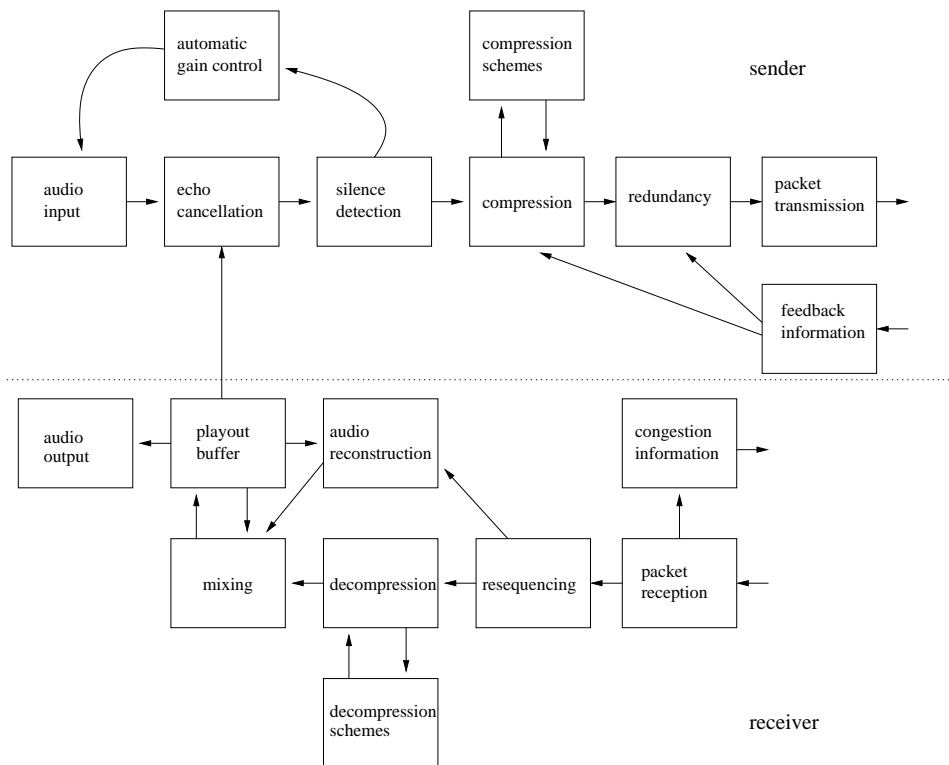 automatic
gain control
compression
schemes
sender
audio
input
echo
cancellation
silence
detection
compression
redundancy
packet
transmission
feedback
information
audio
output
playout
buffer
audio
reconstruction
congestion
information
mixing
decompression
resequencing
packet
reception
decompression
schemes
receiver